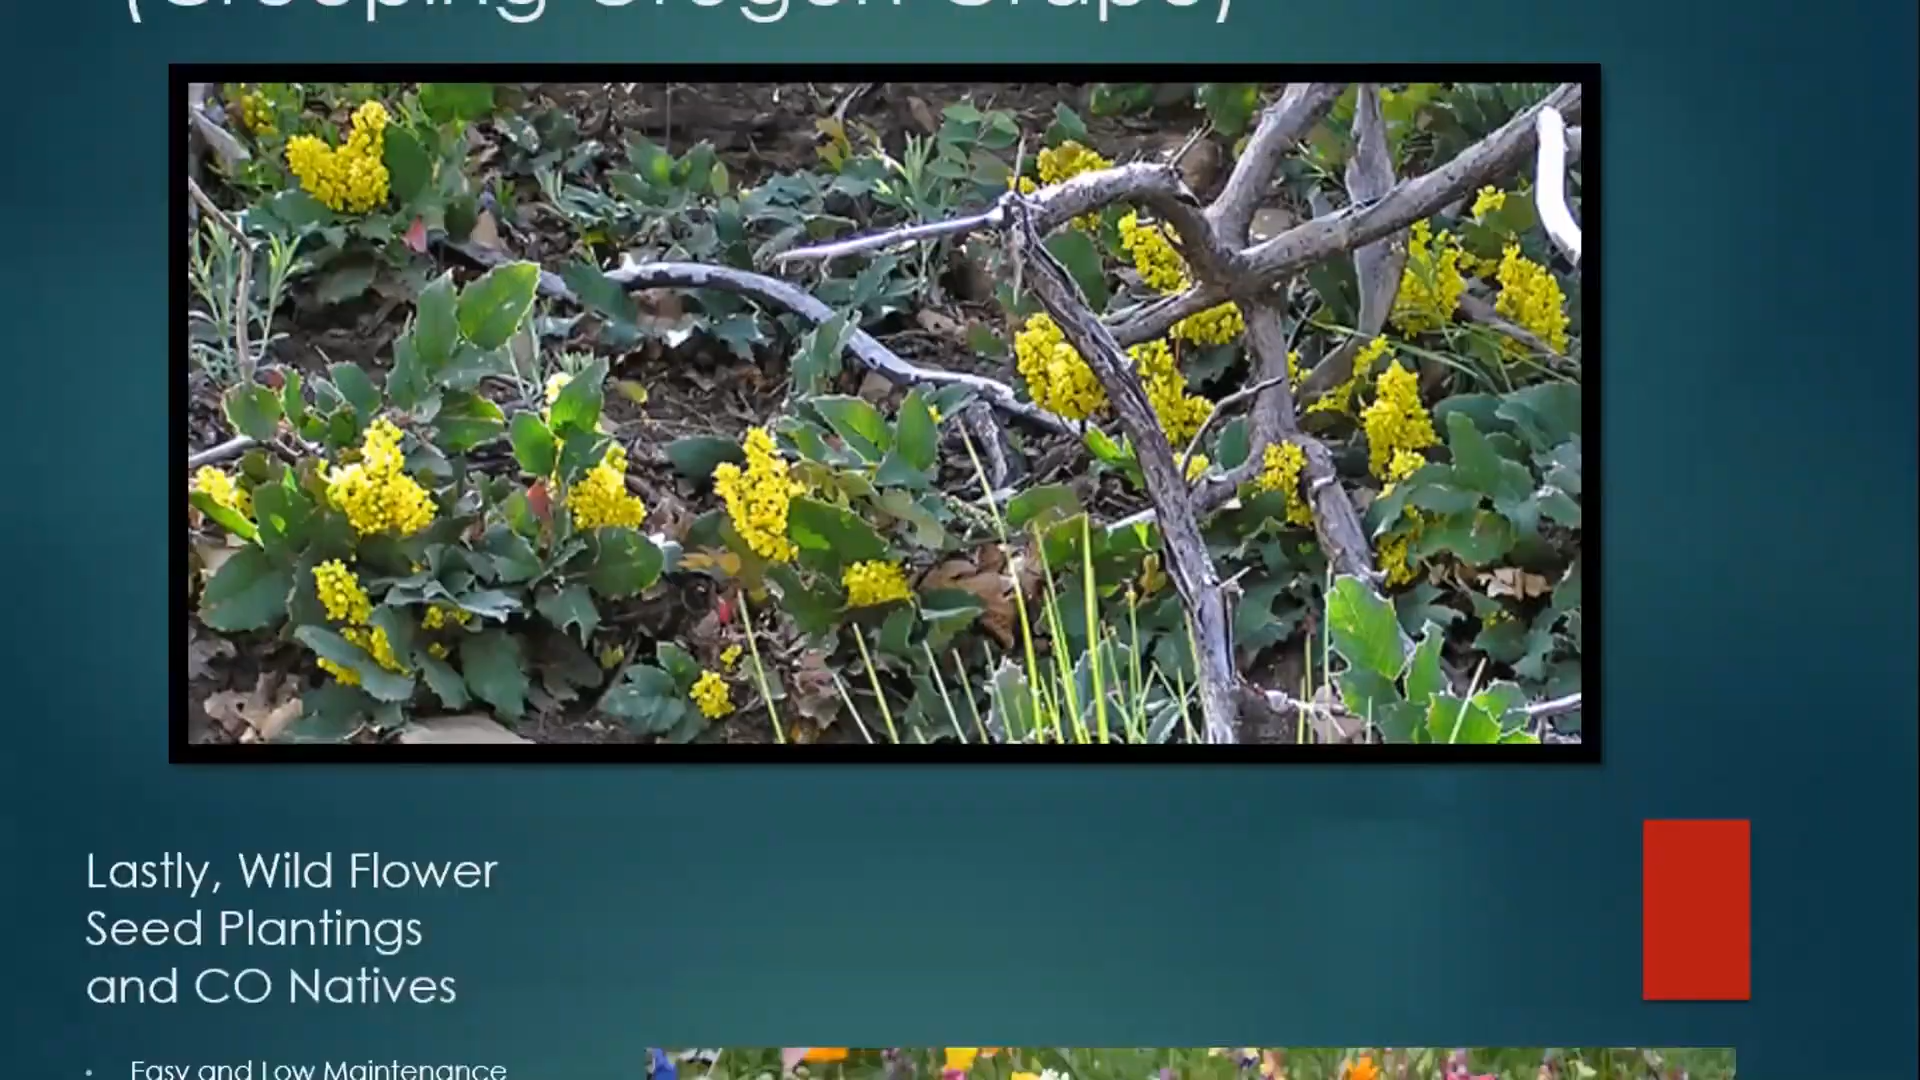 (Creeping Oregon Grape)
Lastly, Wild Flower
Seed Plantings
and CO Natives
• Easy and Low Maintenance